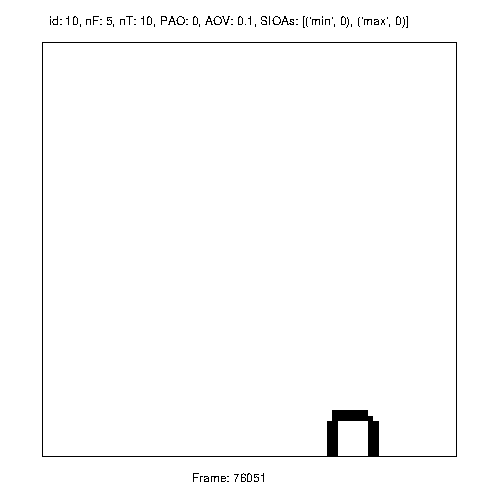 id: 10, nF: 5, nT: 10, PAO: 0, AOV: 0.1, SIOAs: [('min', 0), ('max', 0)]
Frame: 76051